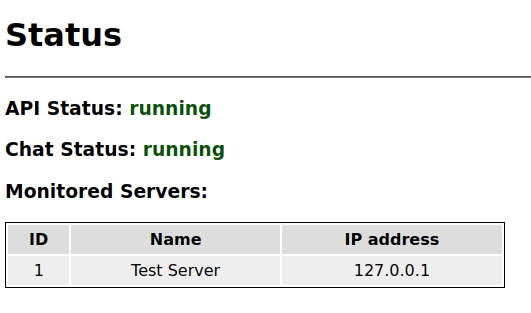 Status
API Status: running
Chat Status: running
Monitored Servers:
ID Name IP address
1 Test Server 127.0.0.1